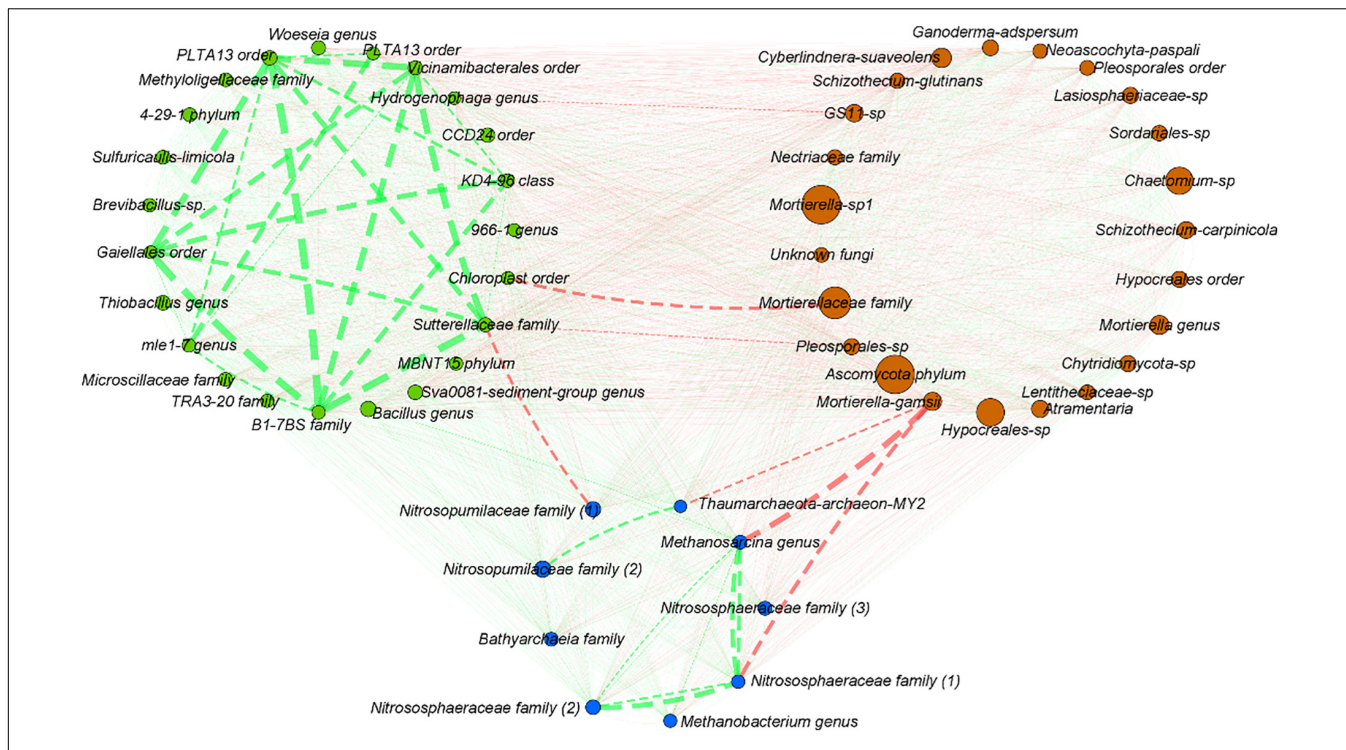 Woeseia genus
PLTA13 order
PLTA13 order
Vicinamibacterales order
Methyloligellaceae family
Hydrogenophaga genus
4-29-1 phylum
CCD24 order
Sulfuricaulis-limicola
KD4-96 class
Brevibacillus-sp.
966-1 genus
Gaiellales order
Chloroplast order
Thiobacillus genus
Sutterellaceae family
mle1-7 genus
MBNT15 phylum
Microscillaceae family
Sva0081-sediment-group genus
TRA3-20 family
Bacillus genus
B1-7BS family
Ganoderma-adspersum
Cyberlindnera-suaveolens
Neoascochyta-paspali
Pleosporales order
Schizothecium-glutinans
Lasiosphaeriaceae-sp
GS11-sp
Sordariales-sp
Nectriaceae family
Chaetomium-sp
Mortierella-sp1
Schizothecium-carpinicola
Unknown fungi
Hypocreales order
Mortierellaceae family
Mortierella genus
Pleosporales-sp
Chytridiomycota-sp
Ascomycota phylum
Lentitheciaceae-sp
Mortierella-gamsii
Atramentaria
Hypocreales-sp
Nitrosopumilaceae family (1)
Thaumarchaeota-archaeon-MY2
Methanosarcina genus
Nitrosopumilaceae family (2)
Nitrososphaeraceae family (3)
Bathyarchaeia family
Nitrososphaeraceae family (1)
Nitrososphaeraceae family (2)
Methanobacterium genus